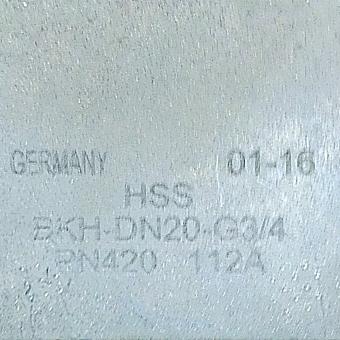 GERMANY 01-16
HSS
BKH-DN20-G3/4
PN420 112A